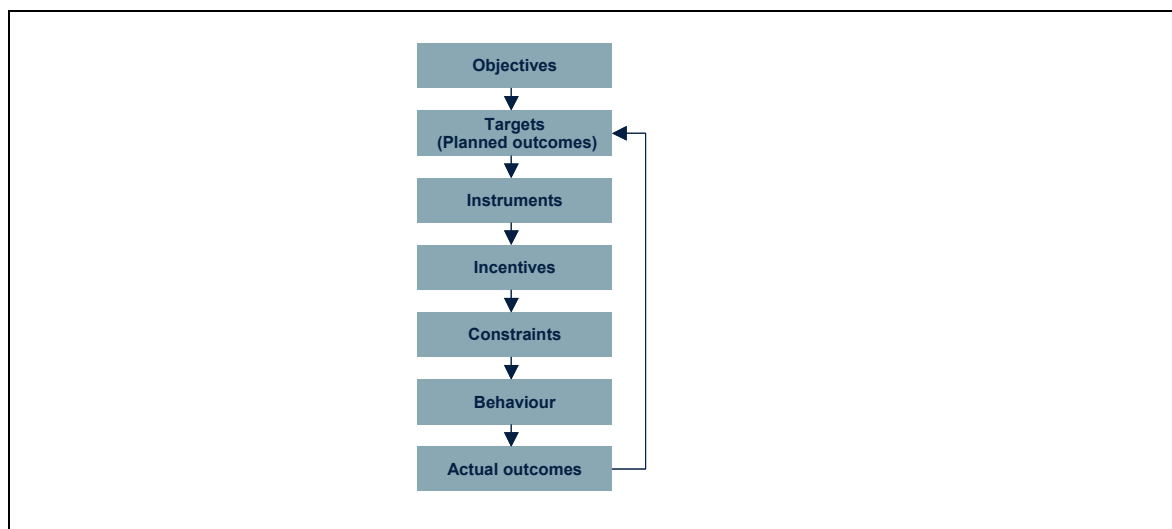 Objectives
Targets
(Planned outcomes)
Instruments
Incentives
Constraints
Behaviour
Actual outcomes